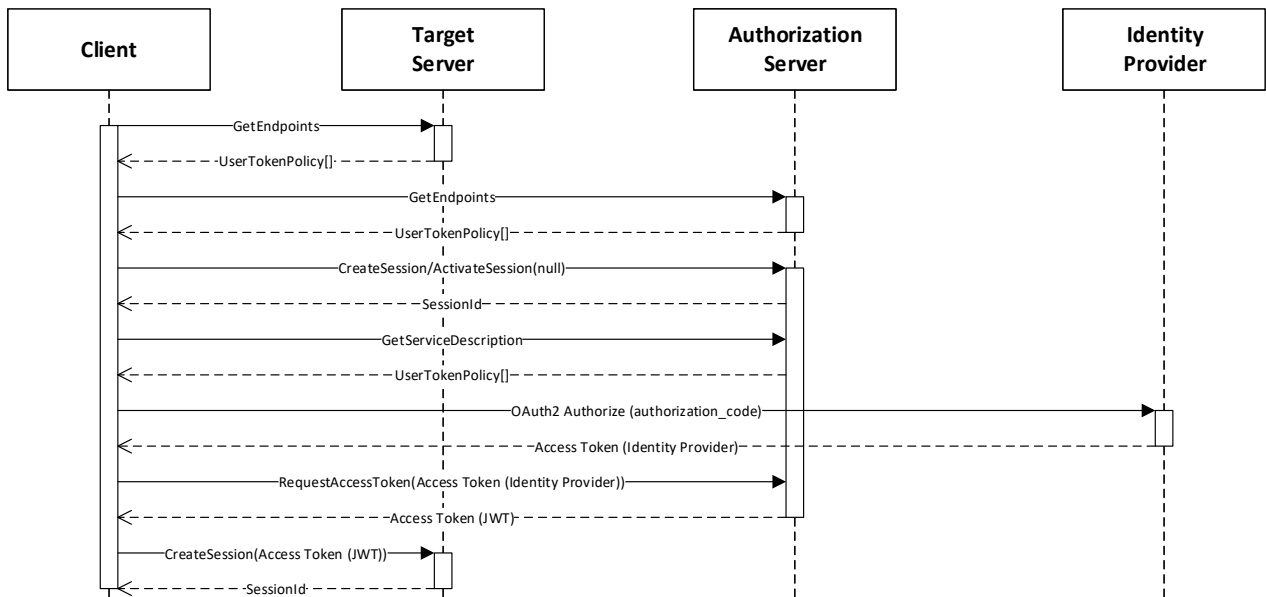 Client
Target
Server
Authorization
Server
Identity
Provider
GetEndpoints
UserTokenPolicy[]
GetEndpoints
UserTokenPolicy[]
CreateSession/ActivateSession(null)
SessionId
GetServiceDescription
UserTokenPolicy[]
OAuth2 Authorize (authorization_code)
Access Token (Identity Provider)
RequestAccessToken(Access Token (Identity Provider))
Access Token (JWT)
CreateSession(Access Token (JWT))
SessionId